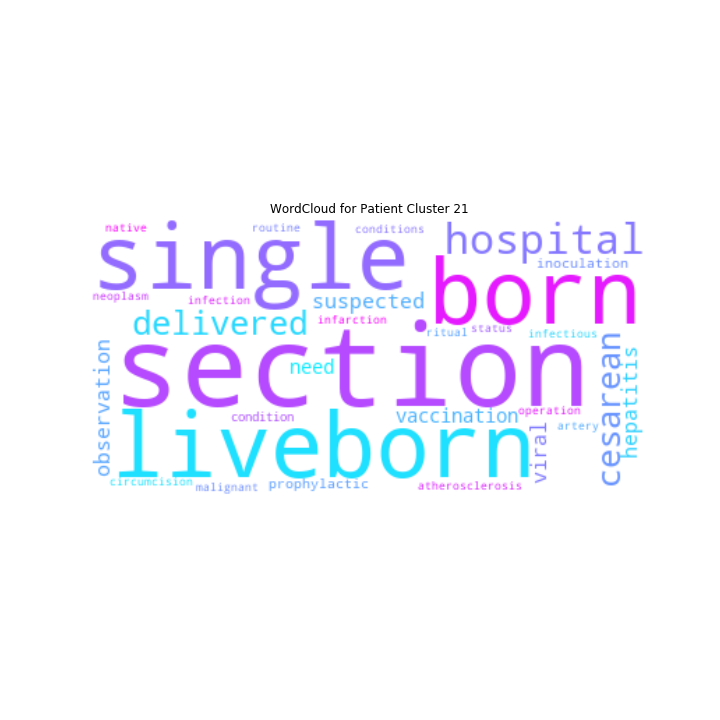 WordCloud for Patient Cluster 21
native
routine
conditions
single
hospital
inoculation
born
neoplasm
infection
suspected
delivered
infarction
ritual
status
infectious
section
need
observation
cesarean
hepatitis
liveborn
condition
vaccination
operation
artery
viral
circumcision
malignant
prophylactic
atherosclerosis